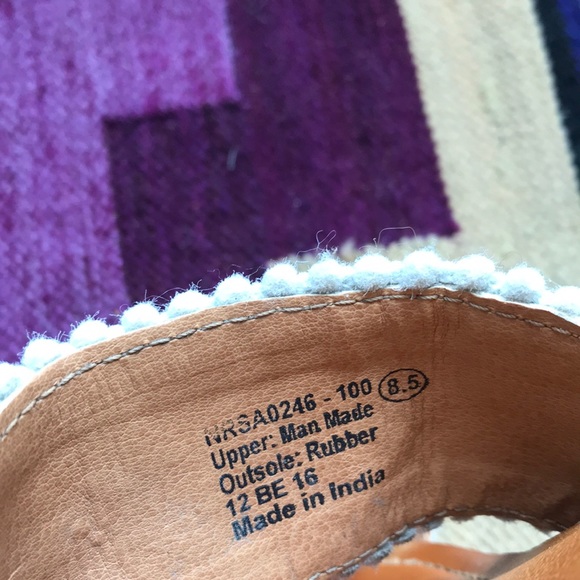 NRSA0246 - 100 8.5
Upper: Man Made
Outsole: Rubber
12 BE 16
Made in India